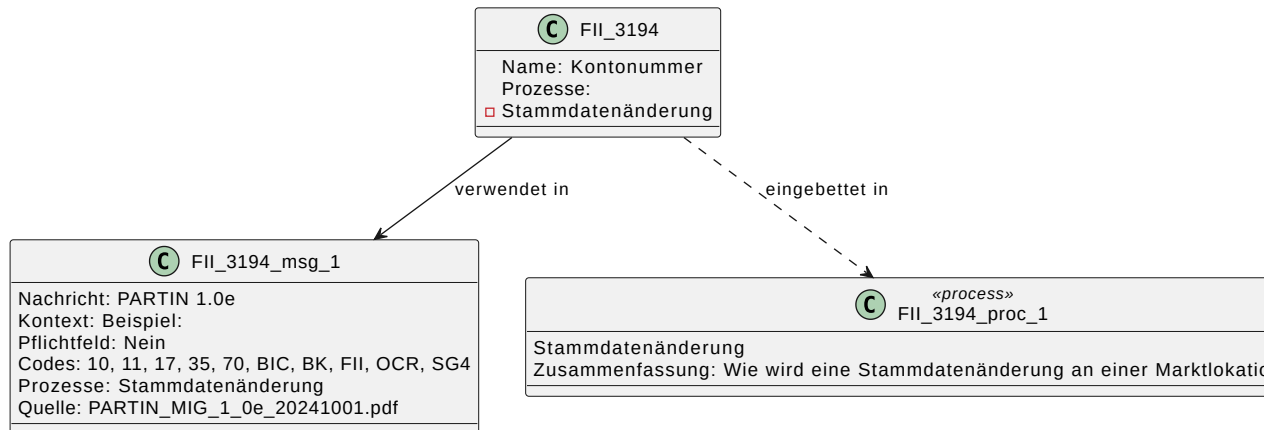 C FII_3194
Name: Kontonummer
Prozesse:
Stammdatenänderung
verwendet in
eingebettet in
C FII_3194_msg_1
Nachricht: PARTIN 1.0e
Kontext: Beispiel:
Pflichtfeld: Nein
Codes: 10, 11, 17, 35, 70, BIC, BK, FII, OCR, SG4
Prozesse: Stammdatenänderung
Quelle: PARTIN_MIG_1_0e_20241001.pdf
C «process»
FII_3194_proc_1
Stammdatenänderung
Zusammenfassung: Wie wird eine Stammdatenänderung an einer Marktlokatio